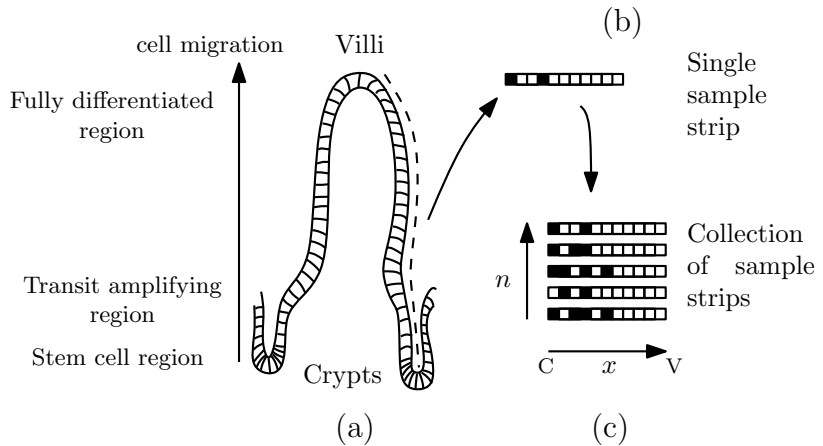 (b)
cell migration
Villi
Fully differentiated
region
Single
sample
strip
Transit amplifying
region
Stem cell region
Crypts
n
Collection
of sample
strips
C
x
V
(a)
(c)